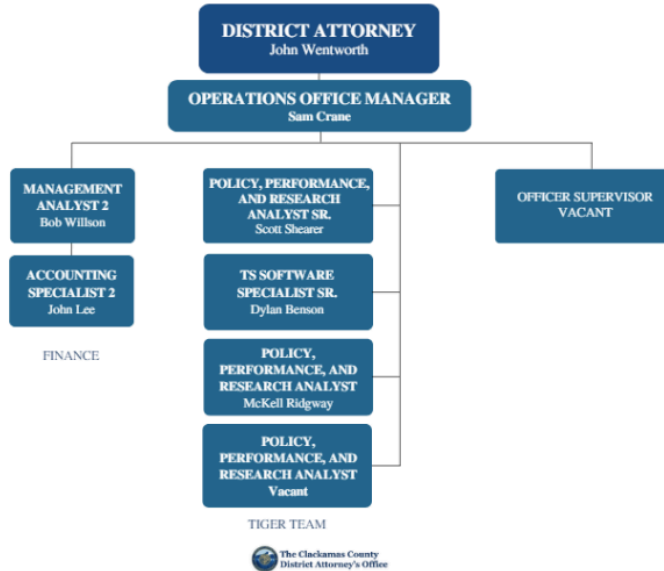 DISTRICT ATTORNEY
John Wentworth
OPERATIONS OFFICE MANAGER
Sam Crane
MANAGEMENT
ANALYST 2
Bob Willson
ACCOUNTING
SPECIALIST 2
John Lee
FINANCE
POLICY, PERFORMANCE,
AND RESEARCH
ANALYST SR.
Scott Shearer
TS SOFTWARE
SPECIALIST SR.
Dylan Benson
POLICY,
PERFORMANCE, AND
RESEARCH ANALYST
McKell Ridgway
POLICY,
PERFORMANCE, AND
RESEARCH ANALYST
Vacant
TIGER TEAM
OFFICER SUPERVISOR
VACANT
The Clackamas County
District Attorney's Office